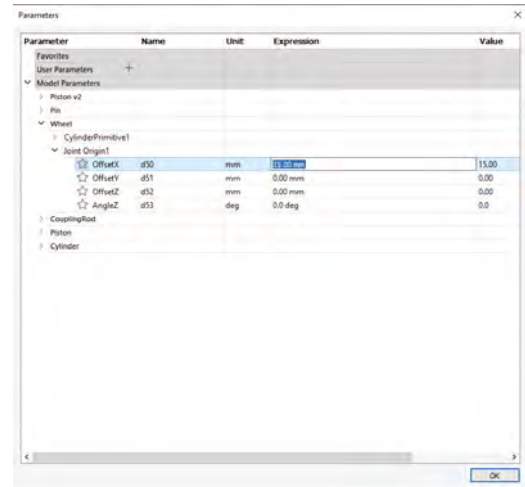 Parameters
Parameter Name Unit Expression Value
Favorites
User Parameters +
Model Parameters
Piston v2
Pin
Wheel
CylinderPrimitive1
Joint Origin1
OffsetX d50 mm 15.00 mm 15.00
OffsetY d51 mm 0.00 mm 0.00
OffsetZ d52 mm 0.00 mm 0.00
AngleZ d53 deg 0.0 deg 0.0
CouplingRod
Piston
Cylinder
OK